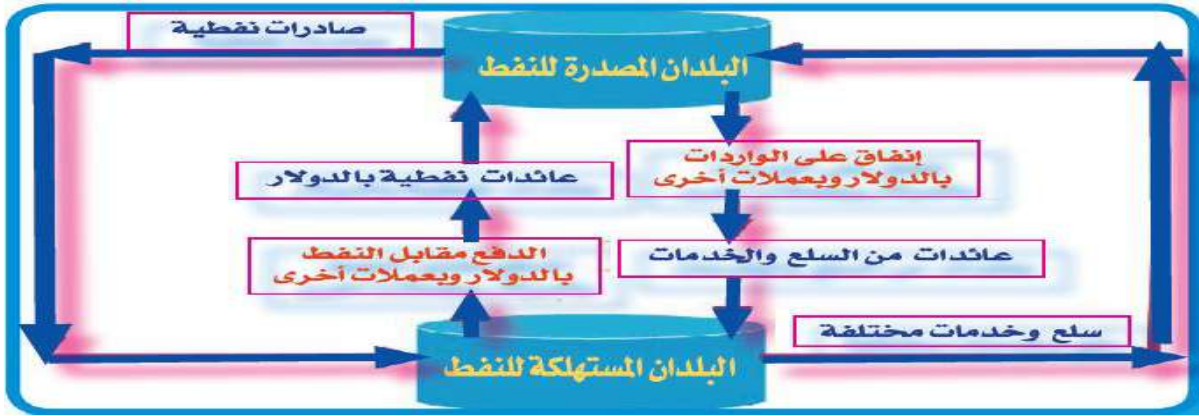 صادرات نفطية
البلدان المصدرة للنفط
إنفاق على الواردات
بالدولار وبعملات أخرى
عائدات نفطية بالدولار
عائدات من السلع والخدمات
الدفع مقابل النفط
بالدولار وبعملات أخرى
سلع وخدمات مختلفة
البلدان المستهلكة للنفط